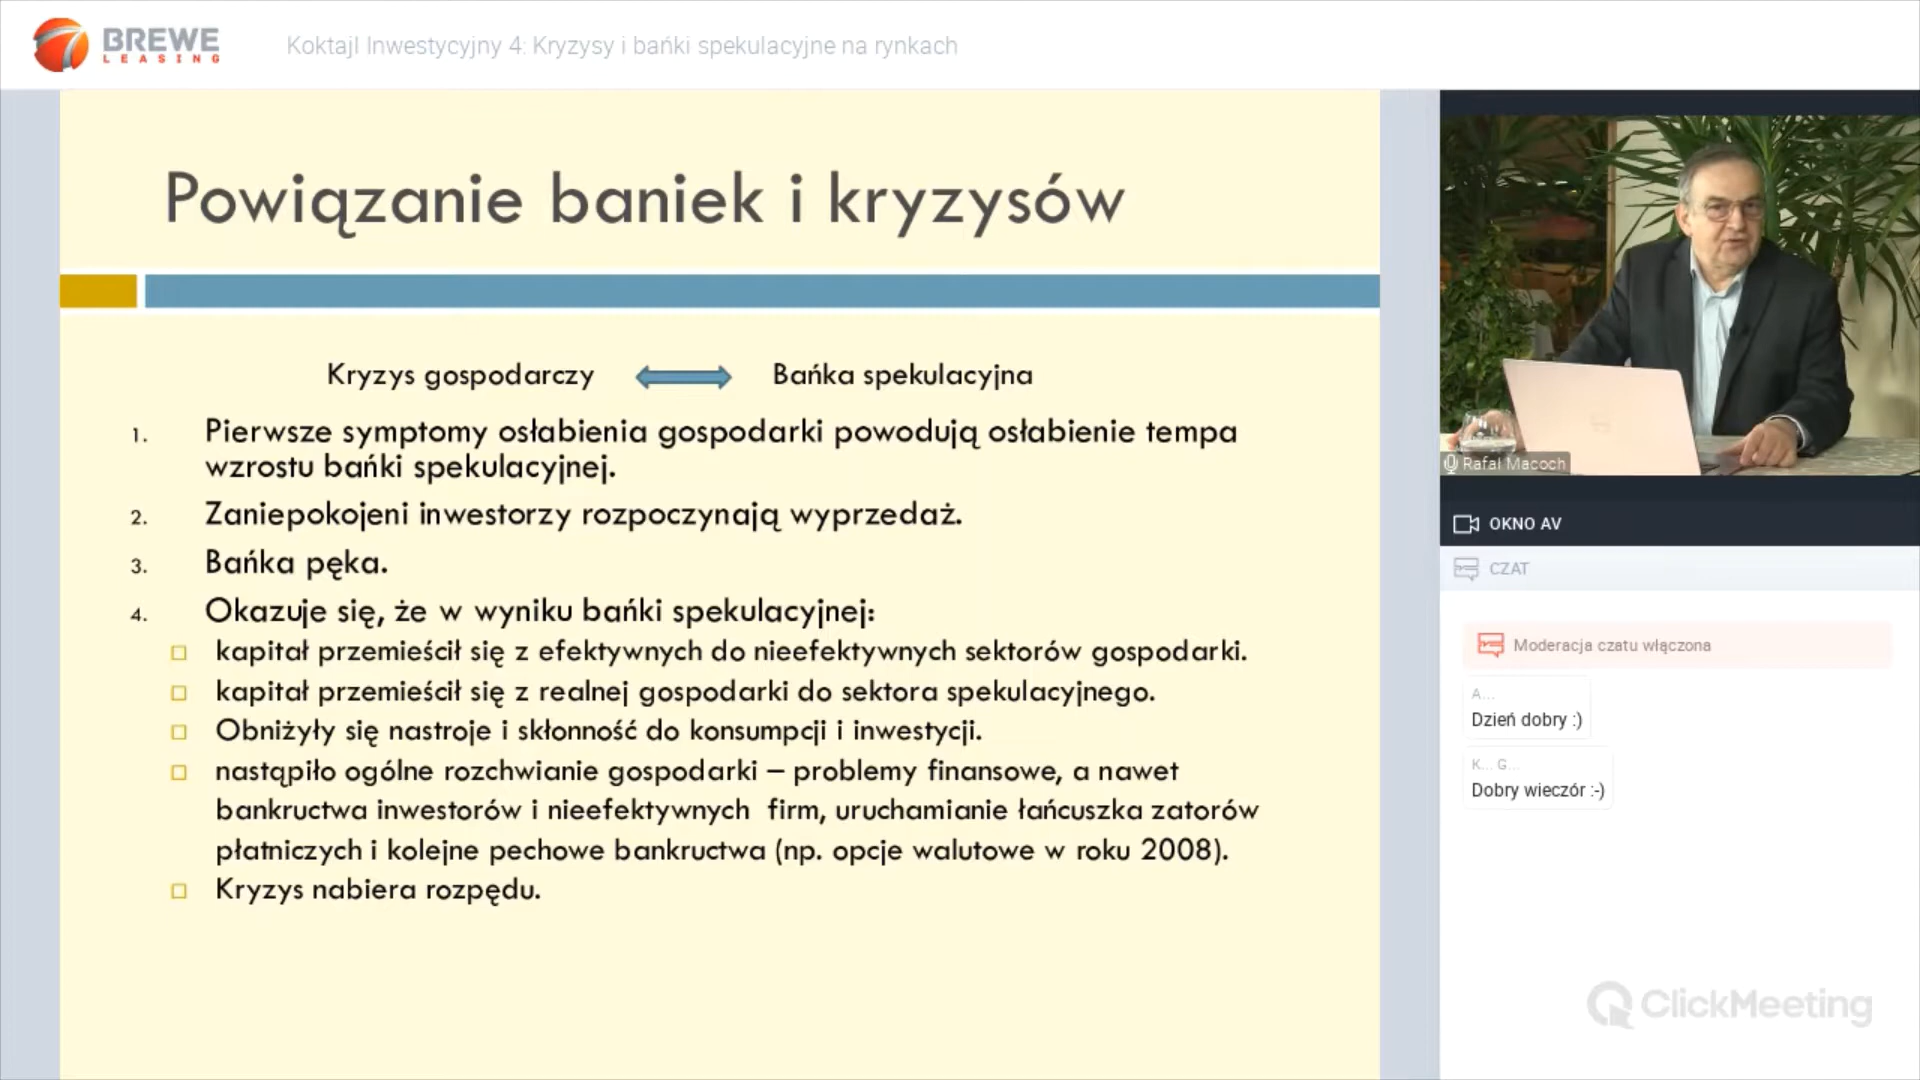 BREWE
LEASING
Koktajl Inwestycyjny 4: Kryzysy i bańki spekulacyjne na rynkach
Powiązanie baniek i kryzysów
Kryzys gospodarczy Bańka spekulacyjna
1. Pierwsze symptomy osłabienia gospodarki powodują osłabienie tempa
wzrostu bańki spekulacyjnej.
2. Zaniepokojeni inwestorzy rozpoczynają wyprzedaż.
3. Bańka pęka.
4. Okazuje się, że w wyniku bańki spekulacyjnej:
kapitał przemieścił się z efektywnych do nieefektywnych sektorów gospodarki.
kapitał przemieścił się z realnej gospodarki do sektora spekulacyjnego.
Obniżyły się nastroje i skłonność do konsumpcji i inwestycji.
nastąpiło ogólne rozchwianie gospodarki – problemy finansowe, a nawet
bankructwa inwestorów i nieefektywnych firm, uruchamianie łańcuszka zatorów
płatniczych i kolejne pechowe bankructwa (np. opcje walutowe w roku 2008).
Kryzys nabiera rozpędu.
Rafal Macoch
OKNO AV
CZAT
Moderacja czatu włączona
A...
Dzień dobry :)
K... G...
Dobry wieczór :-)
ClickMeeting